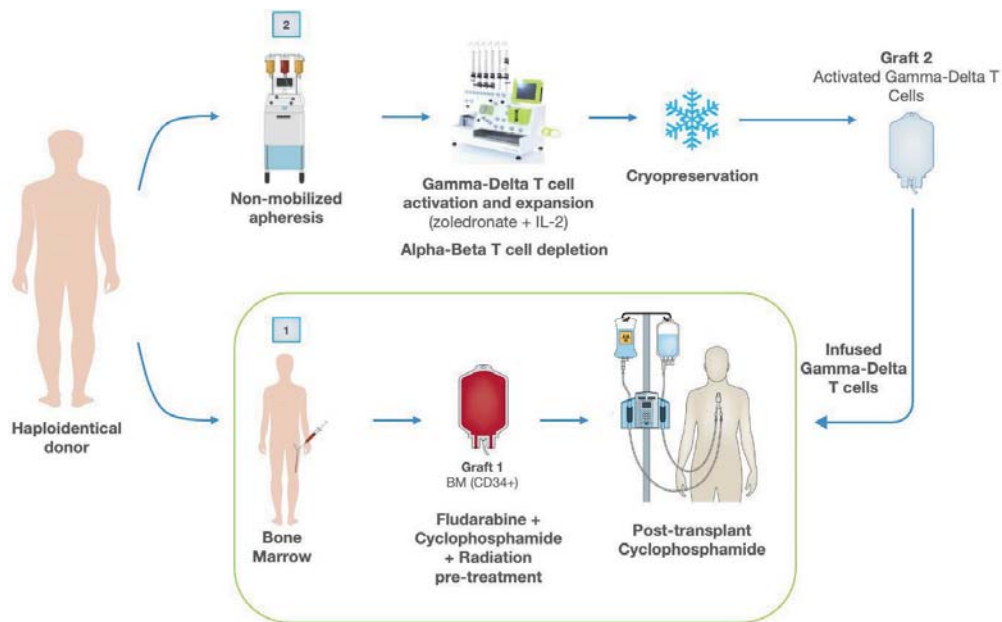 2
Non-mobilized
apheresis
Gamma-Delta T cell
activation and expansion
(zoledronate + IL-2)
Alpha-Beta T cell depletion
Cryopreservation
Graft 2
Activated Gamma-Delta T
Cells
Haploidentical
donor
1
Bone
Marrow
Graft 1
BM (CD34+)
Fludarabine +
Cyclophosphamide
+ Radiation
pre-treatment
Post-transplant
Cyclophosphamide
Infused
Gamma-Delta
T cells